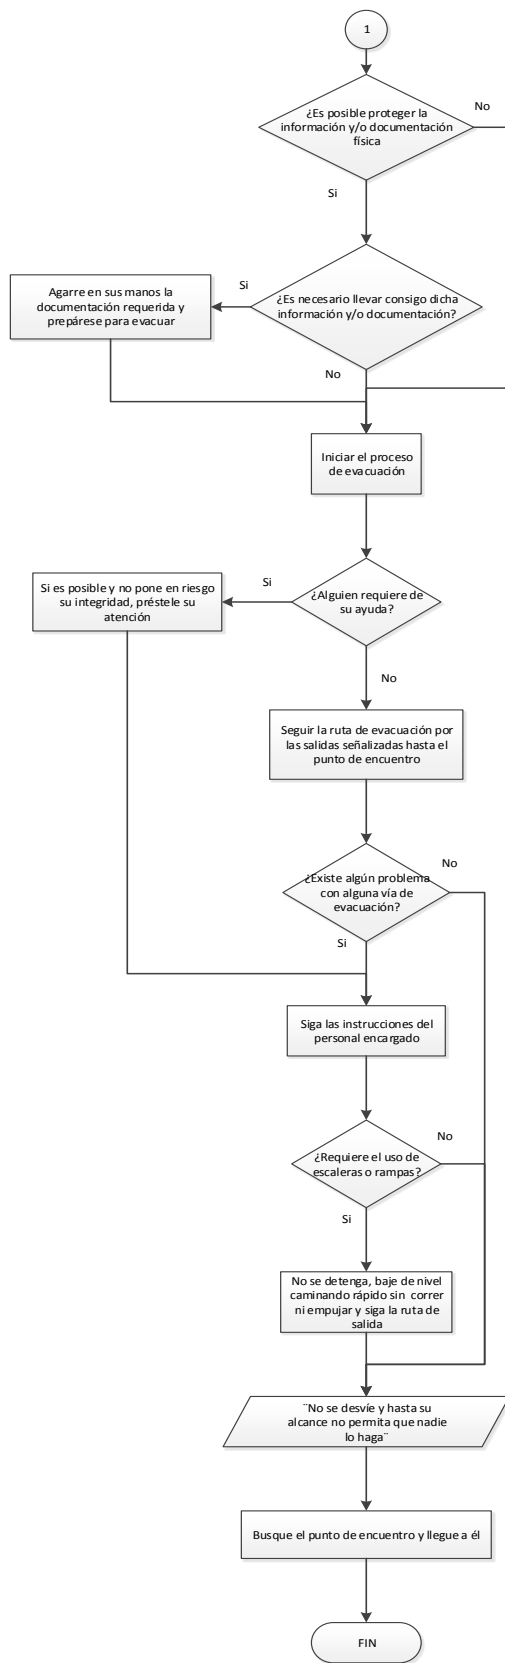 1
¿Es posible proteger la
información y/o documentación
física
No
Si
¿Es necesario llevar consigo dicha
información y/o documentación?
Si
Agarre en sus manos la
documentación requerida y
prepárese para evacuar
No
Iniciar el proceso
de evacuación
¿Alguien requiere de
su ayuda?
Si
Si es posible y no pone en riesgo
su integridad, préstele su
atención
No
Seguir la ruta de evacuación por
las salidas señalizadas hasta el
punto de encuentro
¿Existe algún problema
con alguna vía de
evacuación?
No
Si
Siga las instrucciones del
personal encargado
¿Requiere el uso de
escaleras o rampas?
No
Si
No se detenga, baje de nivel
caminando rápido sin correr
ni empujar y siga la ruta de
salida
¨No se desvíe y hasta su
alcance no permita que nadie
lo haga¨
Busque el punto de encuentro y llegue a él
FIN